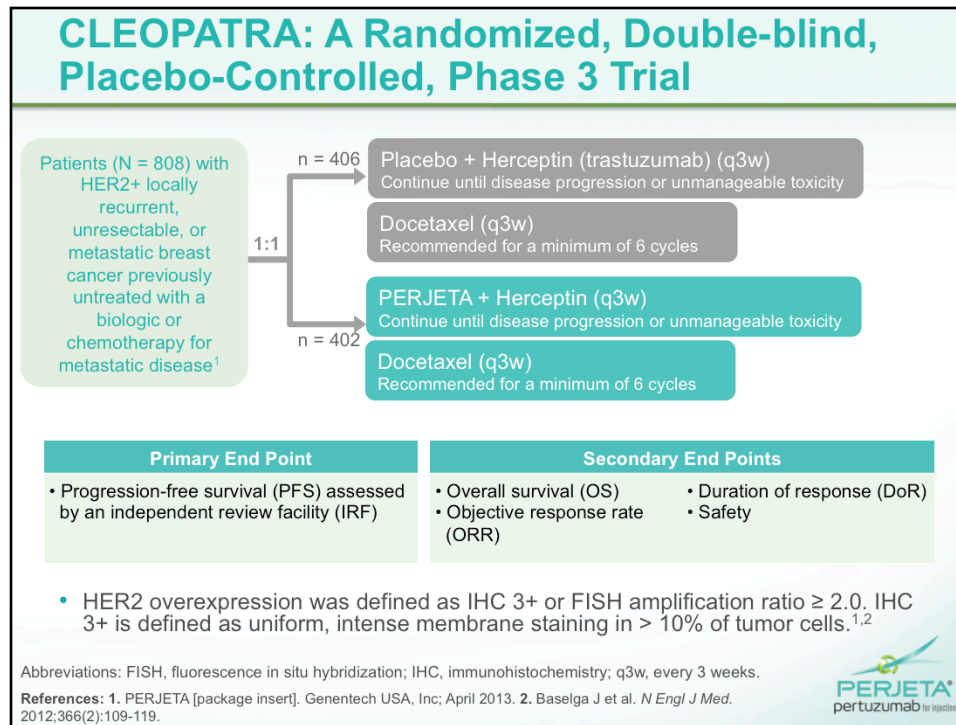 CLEOPATRA: A Randomized, Double-blind,
Placebo-Controlled, Phase 3 Trial
Patients (N = 808) with
HER2+ locally
recurrent,
unresectable, or
metastatic breast
cancer previously
untreated with a
biologic or
chemotherapy for
metastatic disease1
1:1
n = 406
Placebo + Herceptin (trastuzumab) (q3w)
Continue until disease progression or unmanageable toxicity
Docetaxel (q3w)
Recommended for a minimum of 6 cycles
n = 402
PERJETA + Herceptin (q3w)
Continue until disease progression or unmanageable toxicity
Docetaxel (q3w)
Recommended for a minimum of 6 cycles
Primary End Point
• Progression-free survival (PFS) assessed
by an independent review facility (IRF)
Secondary End Points
• Overall survival (OS)
• Objective response rate
(ORR)
• Duration of response (DoR)
• Safety
• HER2 overexpression was defined as IHC 3+ or FISH amplification ratio ≥ 2.0. IHC
3+ is defined as uniform, intense membrane staining in > 10% of tumor cells.1,2
Abbreviations: FISH, fluorescence in situ hybridization; IHC, immunohistochemistry; q3w, every 3 weeks.
References: 1. PERJETA [package insert]. Genentech USA, Inc; April 2013. 2. Baselga J et al. N Engl J Med.
2012;366(2):109-119.
PERJETA®
pertuzumab for injection